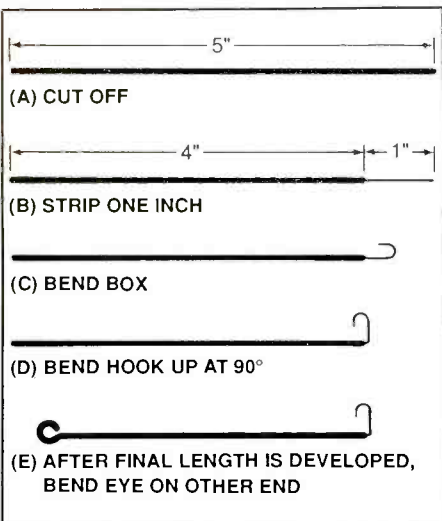 5"
(A) CUT OFF
4" 1"
(B) STRIP ONE INCH
(C) BEND BOX
(D) BEND HOOK UP AT 90°
(E) AFTER FINAL LENGTH IS DEVELOPED,
BEND EYE ON OTHER END